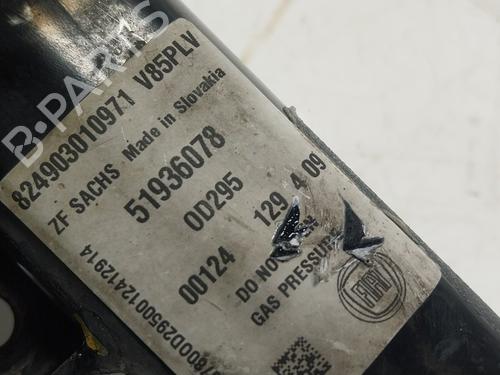 B-PARTS
824903010971 V85PLV
ZF SACHS Made in Slovakia
51936078
0D295
00124 129 4 09
DO NOT
GAS PRESSURE
FIAT
7800D2950012412914